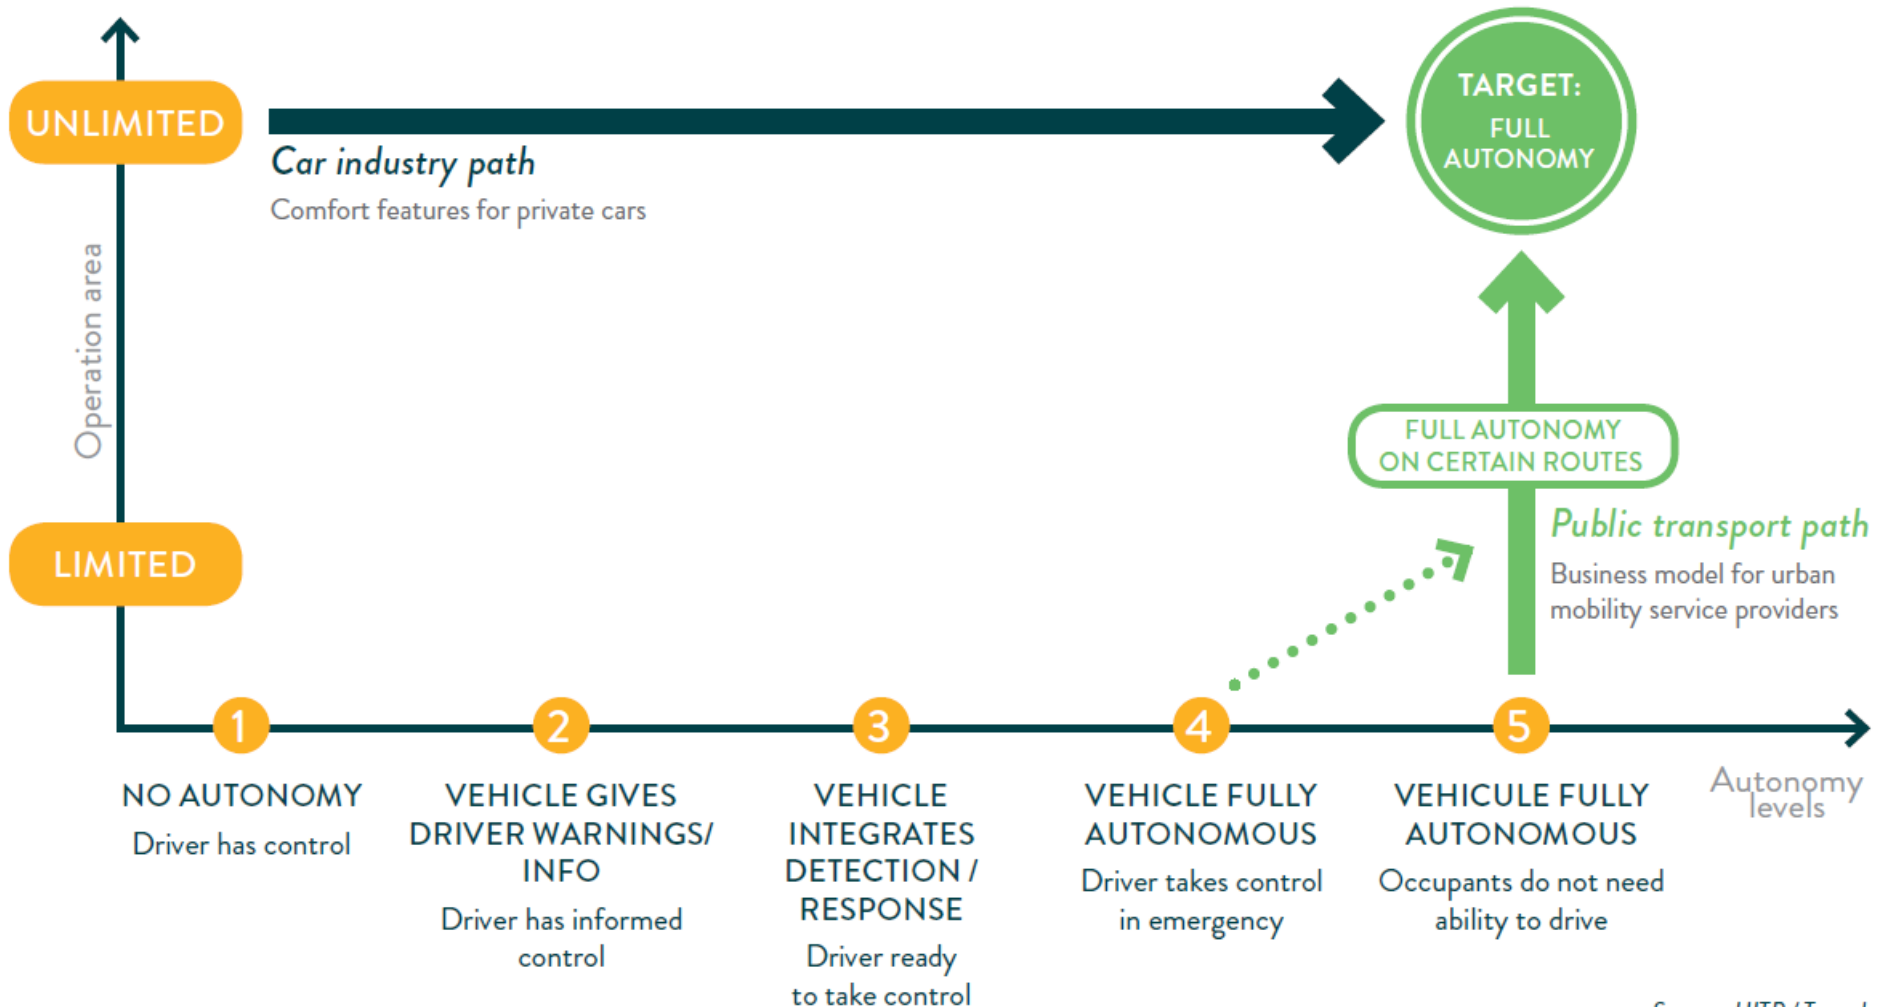 UNLIMITED
Car industry path
Comfort features for private cars
TARGET:
FULL
AUTONOMY
Operation area
FULL AUTONOMY
ON CERTAIN ROUTES
LIMITED
Public transport path
Business model for urban
mobility service providers
1
NO AUTONOMY
Driver has control
2
VEHICLE GIVES
DRIVER WARNINGS/
INFO
Driver has informed
control
3
VEHICLE
INTEGRATES
DETECTION /
RESPONSE
Driver ready
to take control
4
VEHICLE FULLY
AUTONOMOUS
Driver takes control
in emergency
5
VEHICULE FULLY
AUTONOMOUS
Occupants do not need
ability to drive
Autonomy
levels